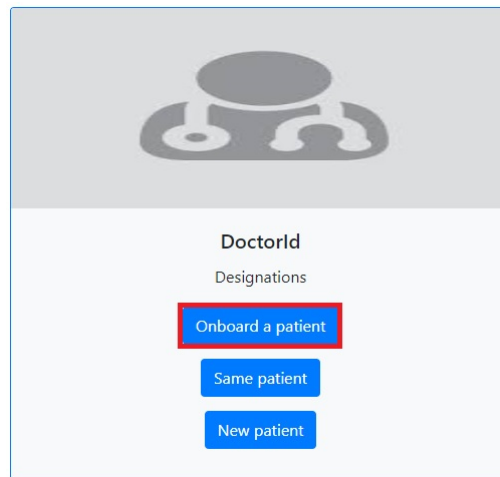 DoctorId
Designations
Onboard a patient
Same patient
New patient